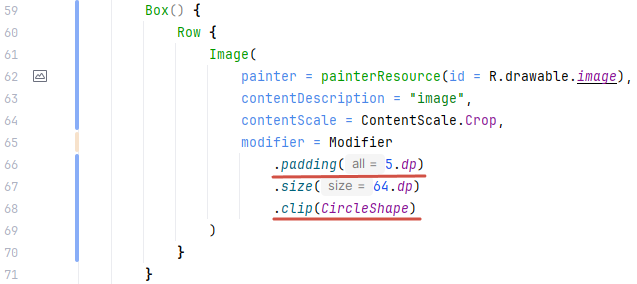 59 Box() {
60 Row {
61 Image(
62 painter = painterResource(id = R.drawable.image),
63 contentDescription = "image",
64 contentScale = ContentScale.Crop,
65 modifier = Modifier
66 .padding( all = 5.dp)
67 .size( size = 64.dp)
68 .clip(CircleShape)
69 )
70 }
71 }